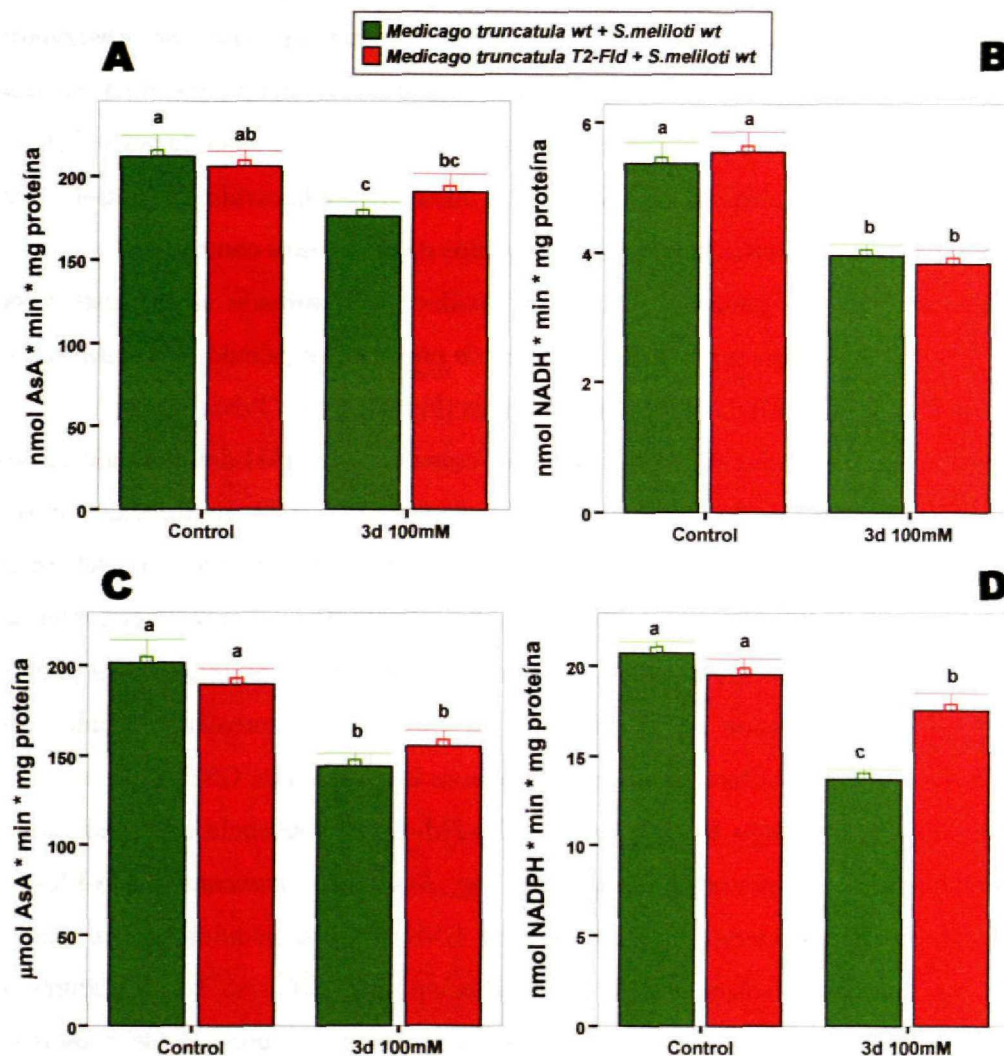 Medicago truncatula wt + S.meliloti wt
Medicago truncatula T2-Fld + S.meliloti wt
A
nmol AsA * min * mg proteína
200
150
100
50
0
a
ab
c
bc
Control
3d 100mM
B
nmol NADH * min * mg proteína
6
4
2
0
a
a
b
b
Control
3d 100mM
C
µmol AsA * min * mg proteína
200
150
100
50
0
a
a
b
b
Control
3d 100mM
D
nmol NADPH * min * mg proteína
20
15
10
5
0
a
a
c
b
Control
3d 100mM